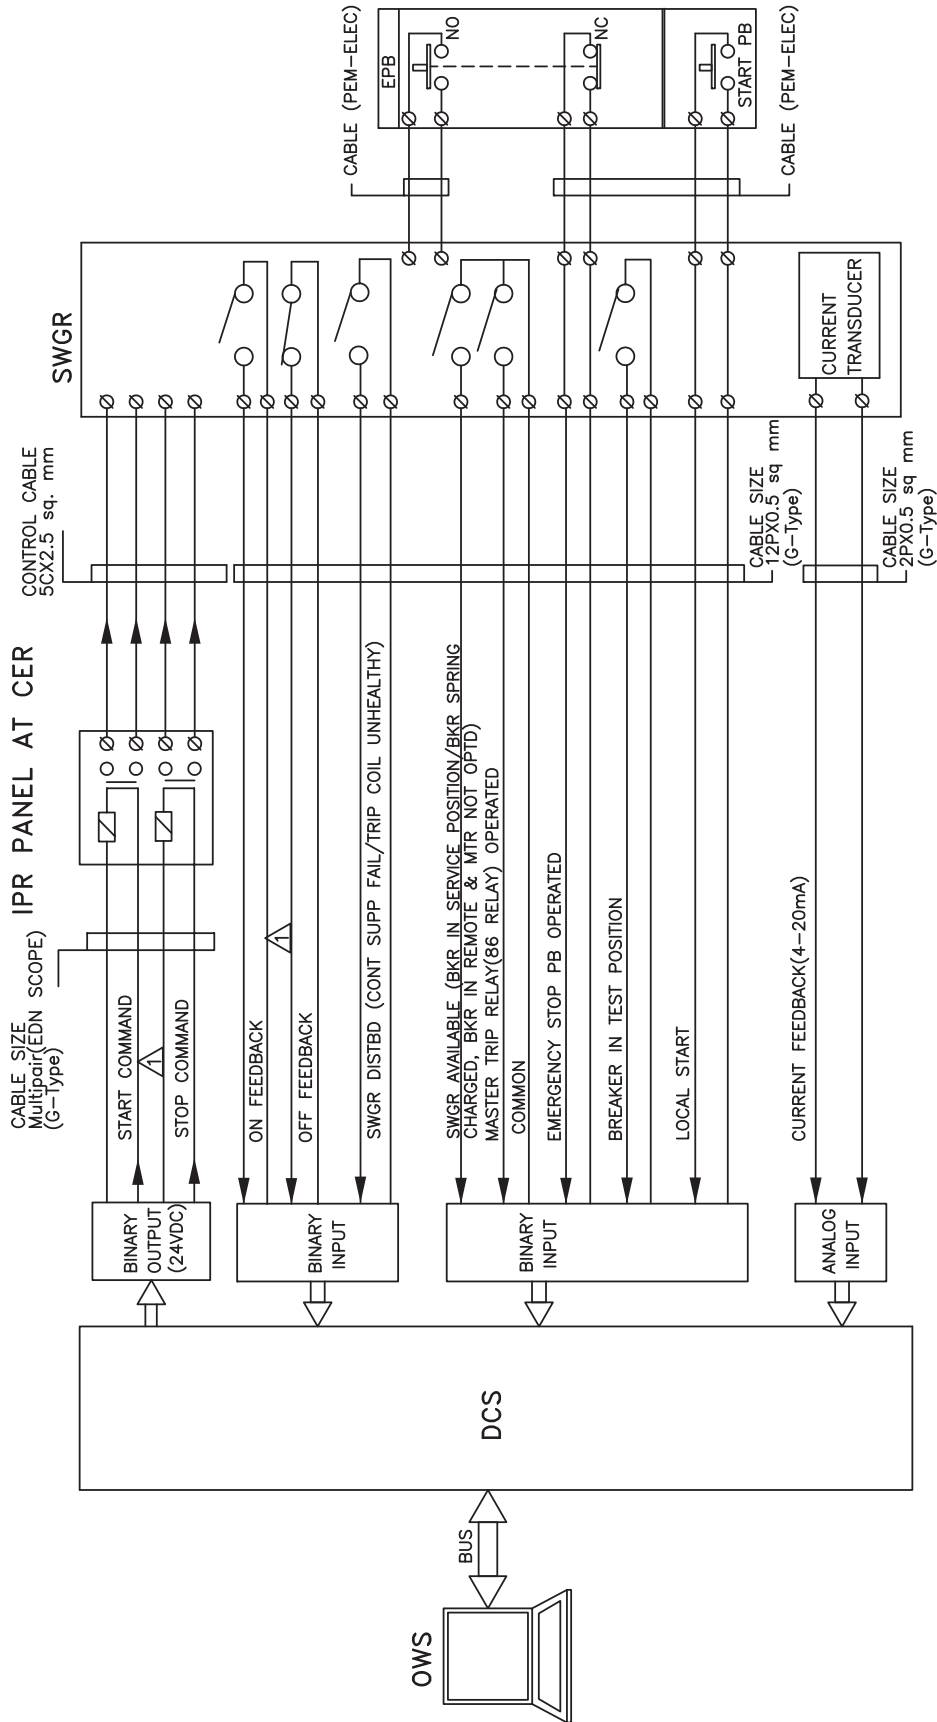 OWS
BUS
DCS
BINARY
OUTPUT
(24VDC)
BINARY
INPUT
BINARY
INPUT
ANALOG
INPUT
CABLE SIZE
Multipair(EDN SCOPE)
(G-Type)
START COMMAND
1
STOP COMMAND
IPR PANEL AT CER
CONTROL CABLE
5CX2.5 sq. mm
ON FEEDBACK
1
OFF FEEDBACK
SWGR DISTBD (CONT SUPP FAIL/TRIP COIL UNHEALTHY)
SWGR AVAILABLE (BKR IN SERVICE POSITION/BKR SPRING
CHARGED, BKR IN REMOTE & MTR NOT OPTD)
MASTER TRIP RELAY(86 RELAY) OPERATED
COMMON
EMERGENCY STOP PB OPERATED
BREAKER IN TEST POSITION
LOCAL START
CURRENT FEEDBACK(4-20mA)
CABLE SIZE
12PX0.5 sq mm
(G-Type)
CABLE SIZE
2PX0.5 sq mm
(G-Type)
SWGR
CURRENT
TRANSDUCER
CABLE (PEM-ELEC)
CABLE (PEM-ELEC)
EPB
NO
NC
START PB